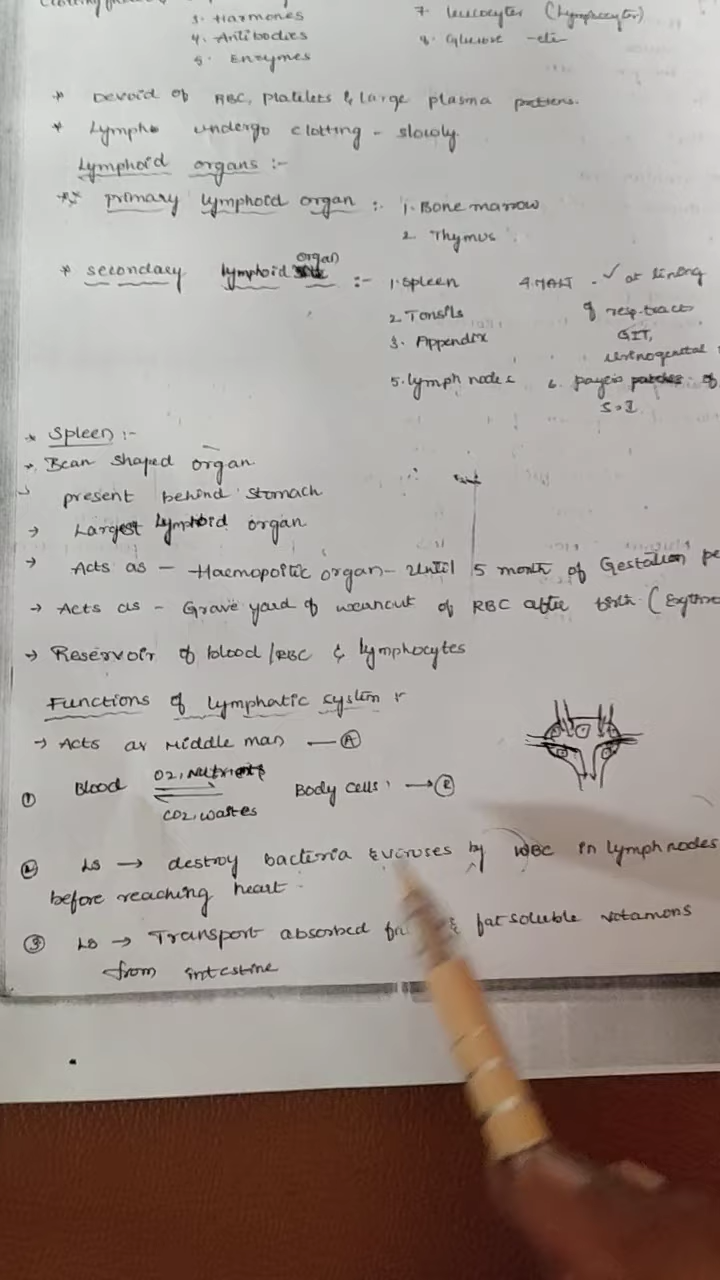 3. Harmones 7. leucocytes (Lymphocytes)
4. Antibodies 8. Glucose -etc
5. Enzymes
* Devoid of RBC, Platelets & Large plasma proteins.
* Lymph undergo clotting - slowly.
Lymphoid organs :-
** primary lymphoid organ :- 1. Bone marrow
2. Thymus
* secondary lymphoid organ :- 1. Spleen 4. MALT - ✓ at lining
2. Tonsils of resp. tract
3. Appendix GIT,
urinogenital
5. lymph nodes 6. payeis patches of
S.I
* Spleen :-
* Bean shaped organ
present behind stomach
→ Largest lymphoid organ
→ Acts as - Haemopoitic organ - Until 5 month of Gestation
→ Acts as - Grave yard of wornout of RBC after birth (
→ Reservoir of blood / RBC & lymphocytes
Functions of lymphatic system :-
→ Acts as Middle man — A
① Blood O2, Nutrients Body cells
CO2, wastes
② LS → destroy bacteria & viruses by WBC in lymph nodes
before reaching heart.
③ LS → Transport absorbed & fat soluble vitamons
from intestine